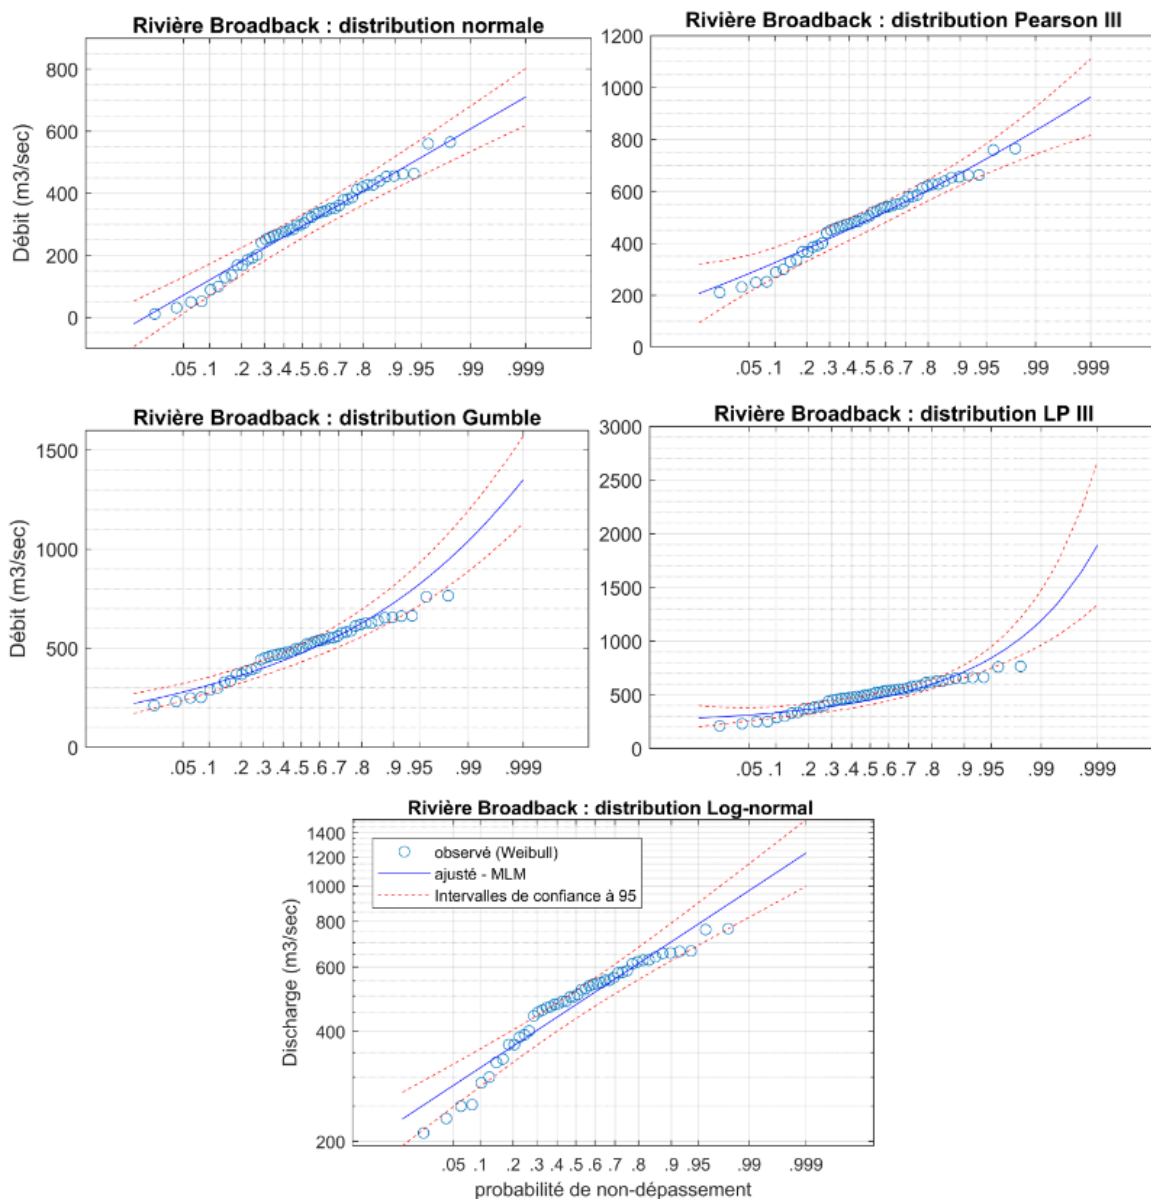 Rivière Broadback : distribution normale
Débit (m3/sec)
800
600
400
200
0
.05 .1 .2 .3 .4 .5 .6 .7 .8 .9 .95 .99 .999
Rivière Broadback : distribution Pearson III
1200
1000
800
600
400
200
0
.05 .1 .2 .3 .4 .5 .6 .7 .8 .9 .95 .99 .999
Rivière Broadback : distribution Gumble
Débit (m3/sec)
1500
1000
500
0
.05 .1 .2 .3 .4 .5 .6 .7 .8 .9 .95 .99 .999
Rivière Broadback : distribution LP III
3000
2500
2000
1500
1000
500
0
.05 .1 .2 .3 .4 .5 .6 .7 .8 .9 .95 .99 .999
Rivière Broadback : distribution Log-normal
Discharge (m3/sec)
1400
1200
1000
800
600
400
200
observé (Weibull)
ajusté - MLM
Intervalles de confiance à 95
.05 .1 .2 .3 .4 .5 .6 .7 .8 .9 .95 .99 .999
probabilité de non-dépassement